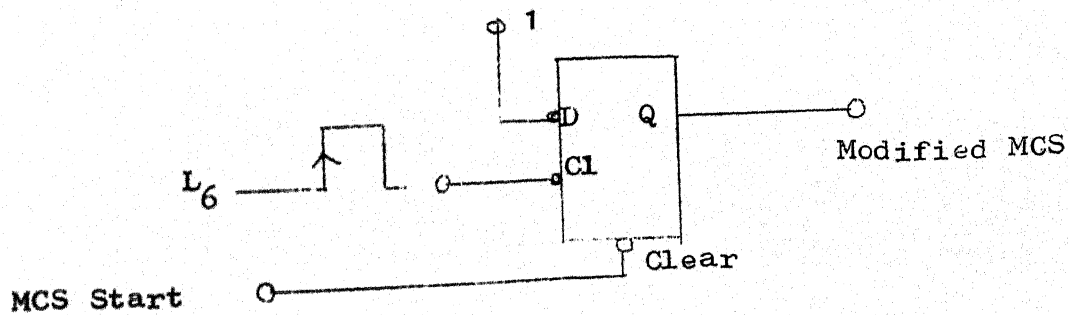 1
D Q
Modified MCS
L6
Cl
Clear
MCS Start